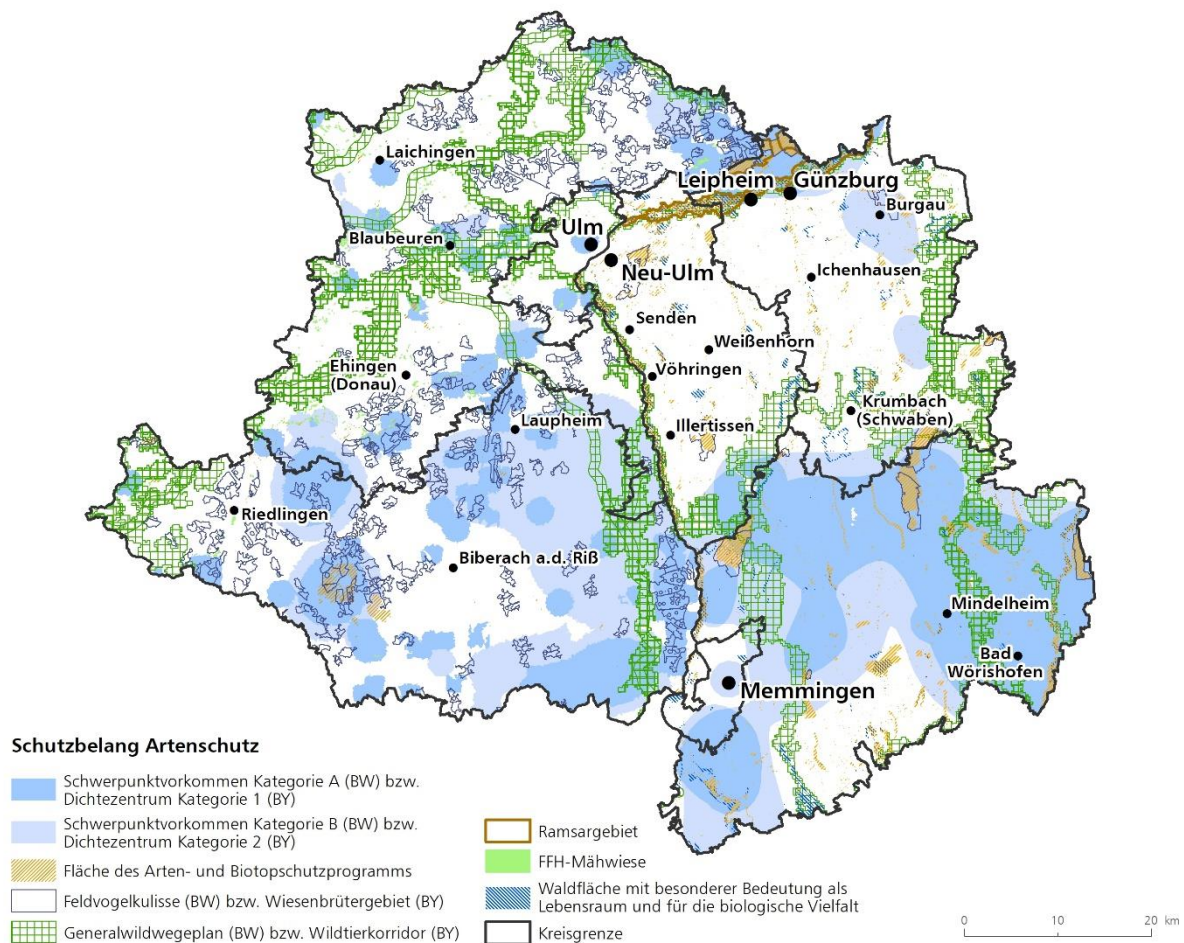 Laichingen
Leipheim
Günzburg
Burgau
Ulm
Blaubeuren
Neu-Ulm
Ichenhausen
Senden
Weißenhorn
Ehingen
(Donau)
Vöhringen
Krumbach
(Schwaben)
Laupheim
Illertissen
Riedlingen
Biberach a.d. Riß
Mindelheim
Bad
Wörishofen
Memmingen
Schutzbelang Artenschutz
Schwerpunktvorkommen Kategorie A (BW) bzw.
Dichtezentrum Kategorie 1 (BY)
Schwerpunktvorkommen Kategorie B (BW) bzw.
Dichtezentrum Kategorie 2 (BY)
Fläche des Arten- und Biotopschutzprogramms
Feldvogelkulisse (BW) bzw. Wiesenbrütergebiet (BY)
Generalwildwegeplan (BW) bzw. Wildtierkorridor (BY)
Ramsargebiet
FFH-Mähwiese
Waldfläche mit besonderer Bedeutung als
Lebensraum und für die biologische Vielfalt
Kreisgrenze
0 10 20 km